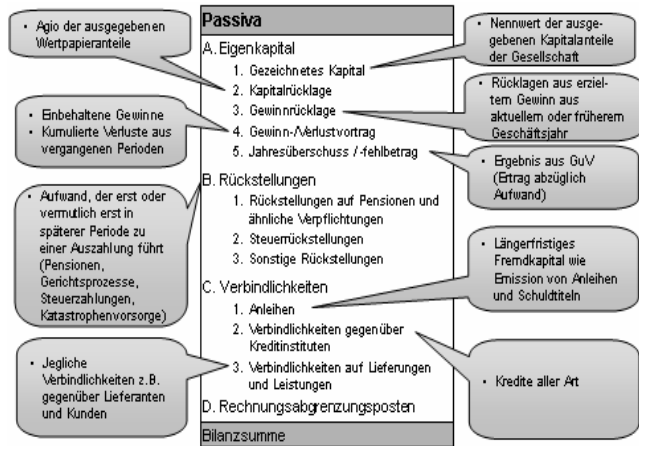 Passiva
A. Eigenkapital
1. Gezeichnetes Kapital
2. Kapitalrücklage
3. Gewinnrücklage
4. Gewinn-/Verlustvortrag
5. Jahresüberschuss /-fehlbetrag
B. Rückstellungen
1. Rückstellungen auf Pensionen und
ähnliche Verpflichtungen
2. Steuerrückstellungen
3. Sonstige Rückstellungen
C. Verbindlichkeiten
1. Anleihen
2. Verbindlichkeiten gegenüber
Kreditinstituten
3. Verbindlichkeiten auf Lieferungen
und Leistungen
D. Rechnungsabgrenzungsposten
Bilanzsumme
• Agio der ausgegebenen
Wertpapieranteile
• Einbehaltene Gewinne
• Kumulierte Verluste aus
vergangenen Perioden
• Aufwand, der erst oder
vermutlich erst in
späterer Periode zu
einer Auszahlung führt
(Pensionen,
Gerichtsprozesse,
Steuerzahlungen,
Katastrophenvorsorge)
• Jegliche
Verbindlichkeiten z.B.
gegenüber Lieferanten
und Kunden
• Nennwert der ausge-
gebenen Kapitalanteile
der Gesellschaft
• Rücklagen aus erziel-
tem Gewinn aus
aktuellem oder früherem
Geschäftsjahr
• Ergebnis aus GuV
(Ertrag abzüglich
Aufwand)
• Längerfristiges
Fremdkapital wie
Emission von Anleihen
und Schuldtiteln
• Kredite aller Art